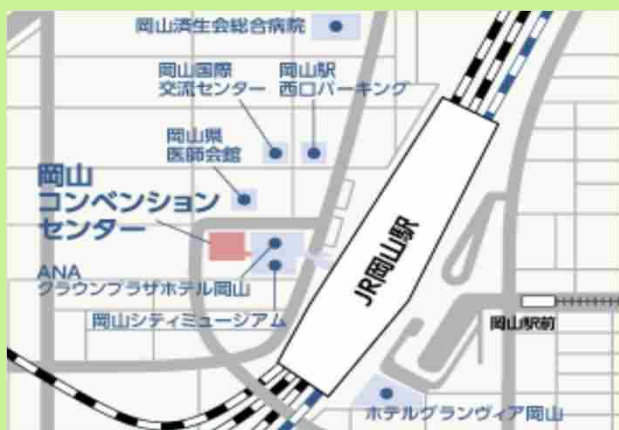 岡山済生会総合病院
岡山国際
交流センター
岡山駅
西口パーキング
岡山県
医師会館
岡山
コンベンション
センター
JR岡山駅
ANA
クラウンプラザホテル岡山
岡山シティミュージアム
岡山駅前
ホテルグランヴィア岡山